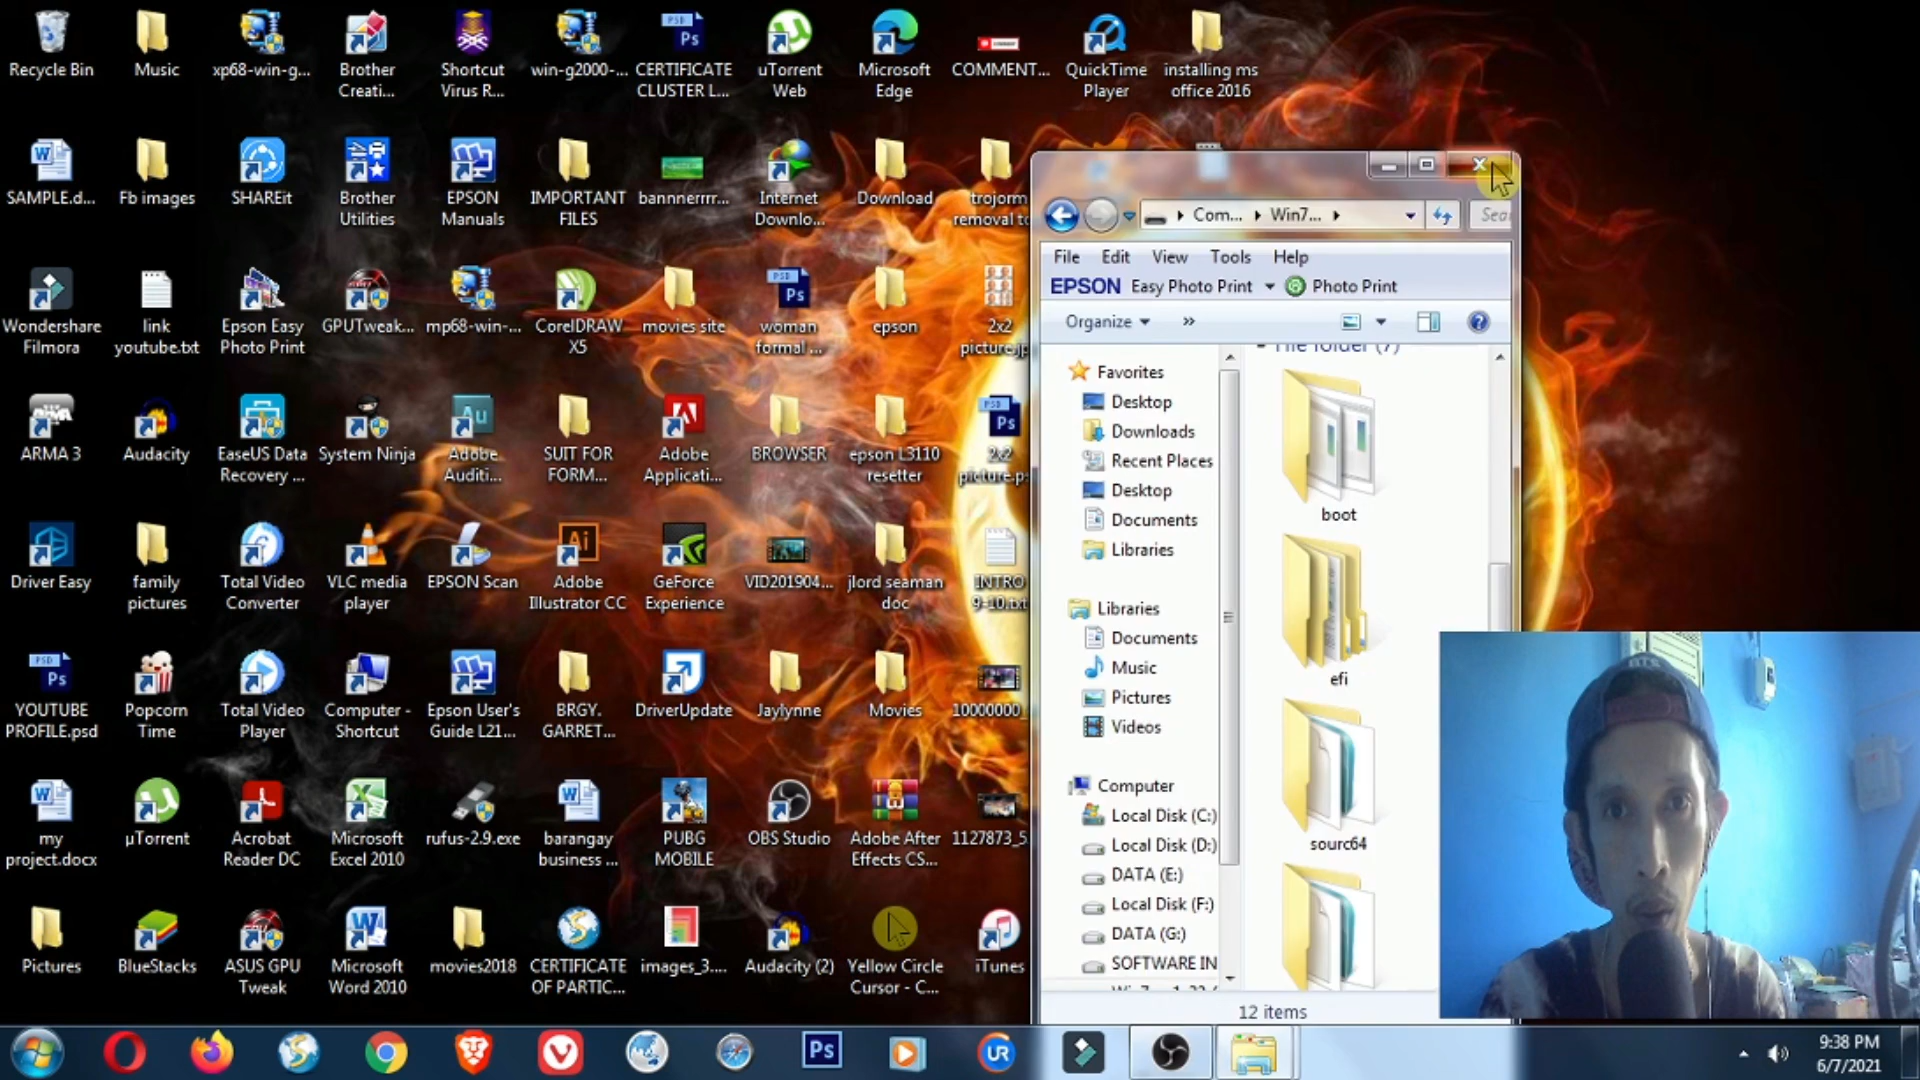 Recycle Bin
Music
xp68-win-g...
Brother
Creati...
Shortcut
Virus R...
win-g2000-...
CERTIFICATE
CLUSTER L...
uTorrent
Web
Microsoft
Edge
COMMENT...
QuickTime
Player
installing ms
office 2016
SAMPLE.d...
Fb images
SHAREit
Brother
Utilities
EPSON
Manuals
IMPORTANT
FILES
bannnerrrr...
Internet
Downlo...
Download
trojorm
removal to
Wondershare
Filmora
link
youtube.txt
Epson Easy
Photo Print
GPUTweak...
mp68-win-...
CorelDRAW
X5
movies site
woman
formal ...
epson
2x2
picture.jp
ARMA 3
Audacity
EaseUS Data
Recovery ...
System Ninja
Adobe
Auditi...
SUIT FOR
FORM...
Adobe
Applicati...
BROWSER
epson L3110
resetter
2x2
picture.p
Driver Easy
family
pictures
Total Video
Converter
VLC media
player
EPSON Scan
Adobe
Illustrator CC
GeForce
Experience
VID201904...
jlord seaman
doc
INTRO
9-10.txt
YOUTUBE
PROFILE.psd
Popcorn
Time
Total Video
Player
Computer -
Shortcut
Epson User's
Guide L21...
BRGY.
GARRET...
DriverUpdate
Jaylynne
Movies
10000000_
my
project.docx
µTorrent
Acrobat
Reader DC
Microsoft
Excel 2010
rufus-2.9.exe
barangay
business ...
PUBG
MOBILE
OBS Studio
Adobe After
Effects CS...
1127873_5
Pictures
BlueStacks
ASUS GPU
Tweak
Microsoft
Word 2010
movies2018
CERTIFICATE
OF PARTIC...
images_3....
Audacity (2)
Yellow Circle
Cursor - C...
iTunes
Com... Win7...
Sea
File Edit View Tools Help
EPSON Easy Photo Print Photo Print
Organize »
Favorites
Desktop
Downloads
Recent Places
Desktop
Documents
Libraries
Libraries
Documents
Music
Pictures
Videos
Computer
Local Disk (C:)
Local Disk (D:)
DATA (E:)
Local Disk (F:)
DATA (G:)
SOFTWARE IN
File folder (7)
boot
efi
sourc64
12 items
9:38 PM
6/7/2021